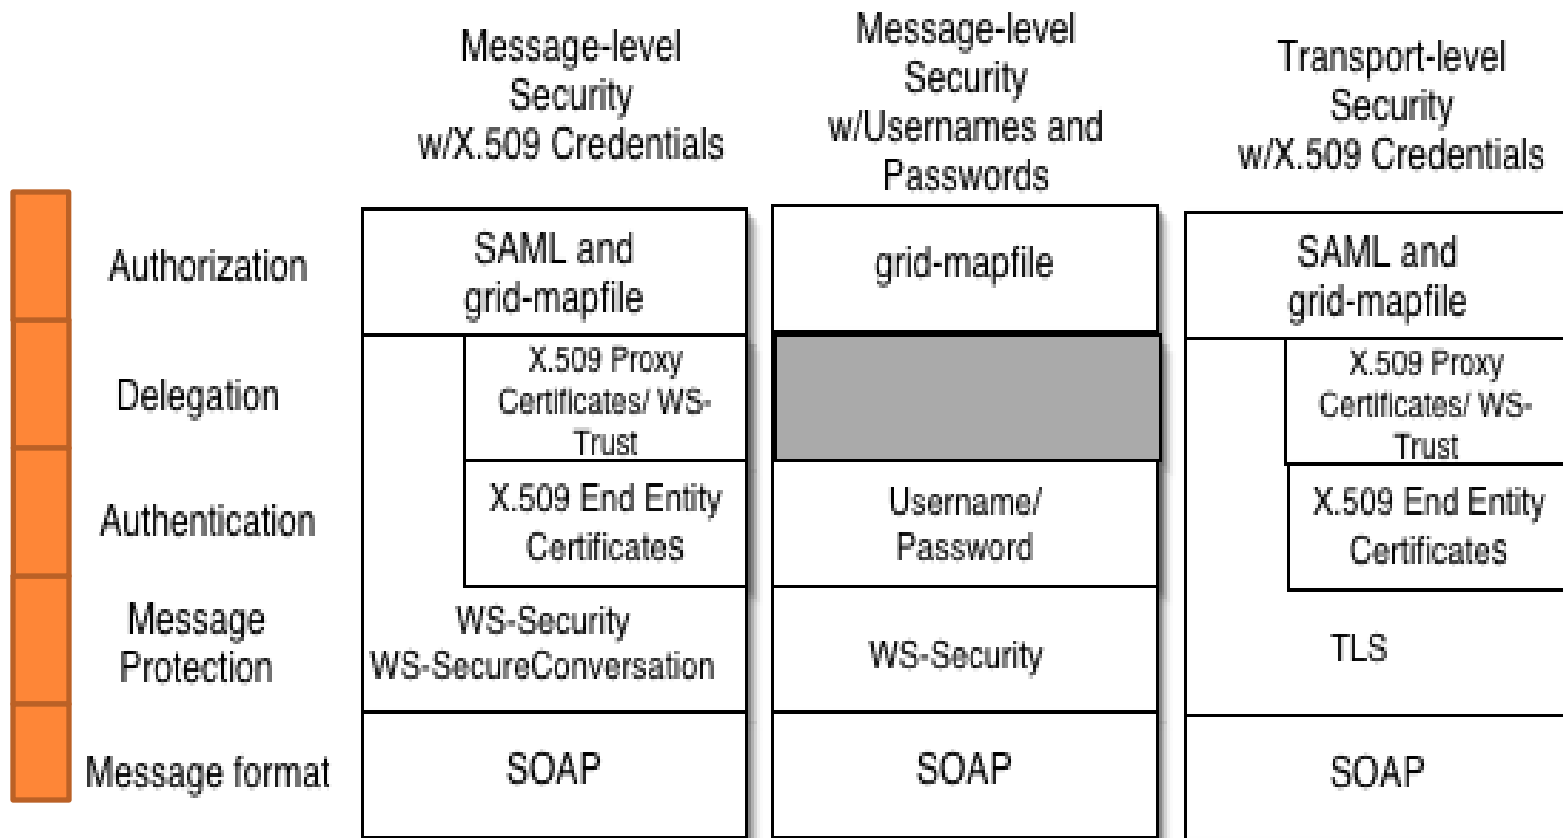 Message-level
Security
w/X.509 Credentials
Message-level
Security
w/Usernames and
Passwords
Transport-level
Security
w/X.509 Credentials
Authorization
SAML and
grid-mapfile
grid-mapfile
SAML and
grid-mapfile
Delegation
X.509 Proxy
Certificates/ WS-
Trust
X.509 Proxy
Certificates/ WS-
Trust
Authentication
X.509 End Entity
Certificates
Username/
Password
X.509 End Entity
Certificates
Message
Protection
WS-Security
WS-SecureConversation
WS-Security
TLS
Message format
SOAP
SOAP
SOAP